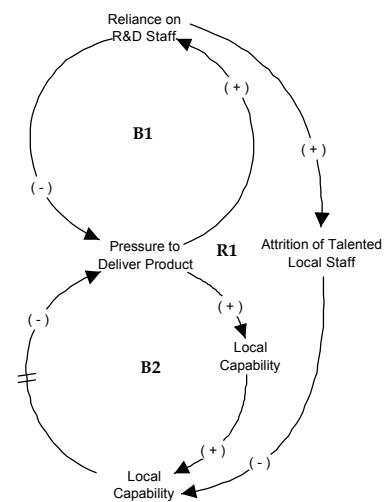 Reliance on
R&D Staff
( + )
B1
( + )
( - )
Pressure to
Deliver Product
R1
Attrition of Talented
Local Staff
( + )
( - )
Local
Capability
B2
( + )
( - )
Local
Capability